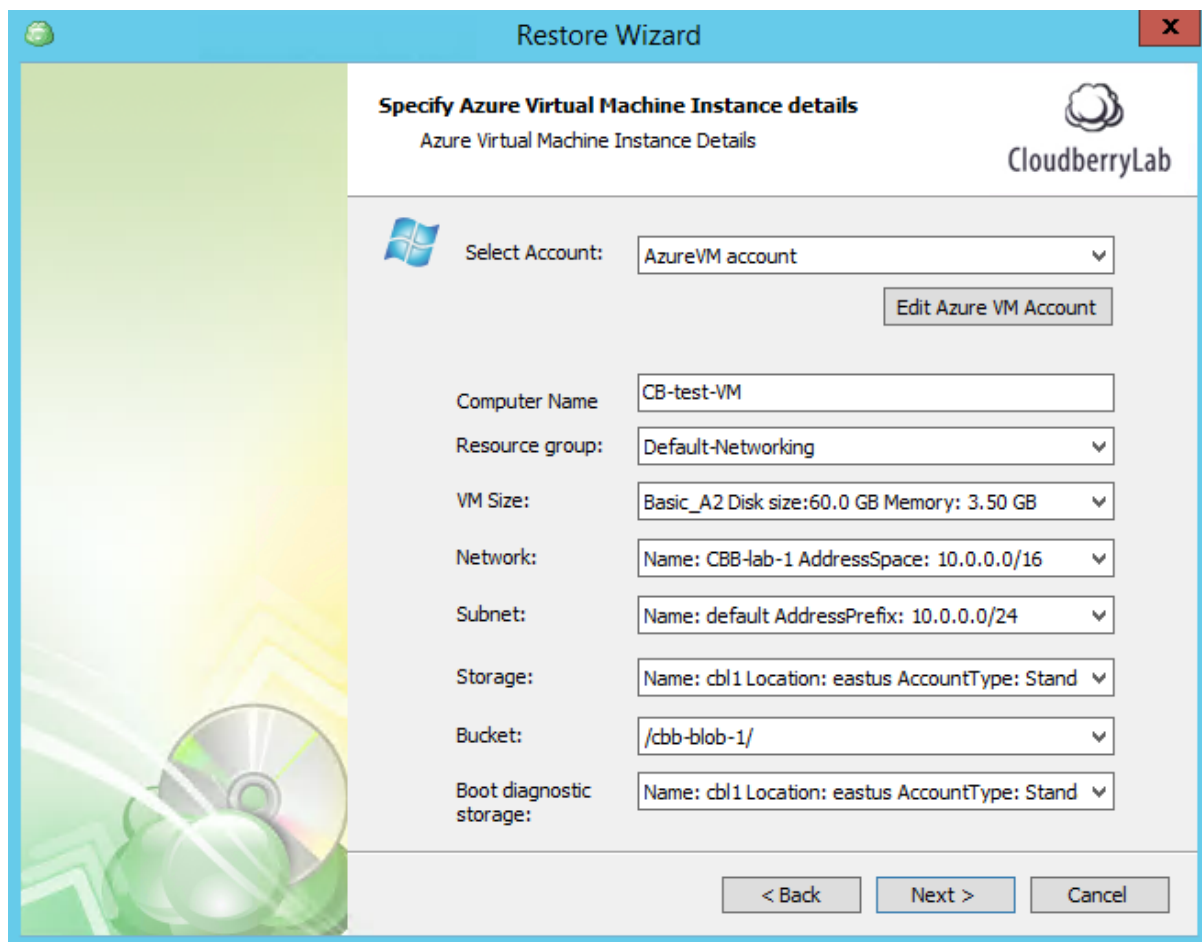 Restore Wizard
X
Specify Azure Virtual Machine Instance details
Azure Virtual Machine Instance Details
CloudberryLab
Select Account: AzureVM account
Edit Azure VM Account
Computer Name CB-test-VM
Resource group: Default-Networking
VM Size: Basic_A2 Disk size:60.0 GB Memory: 3.50 GB
Network: Name: CBB-lab-1 AddressSpace: 10.0.0.0/16
Subnet: Name: default AddressPrefix: 10.0.0.0/24
Storage: Name: cbl1 Location: eastus AccountType: Stand
Bucket: /cbb-blob-1/
Boot diagnostic Name: cbl1 Location: eastus AccountType: Stand
storage:
< Back Next > Cancel